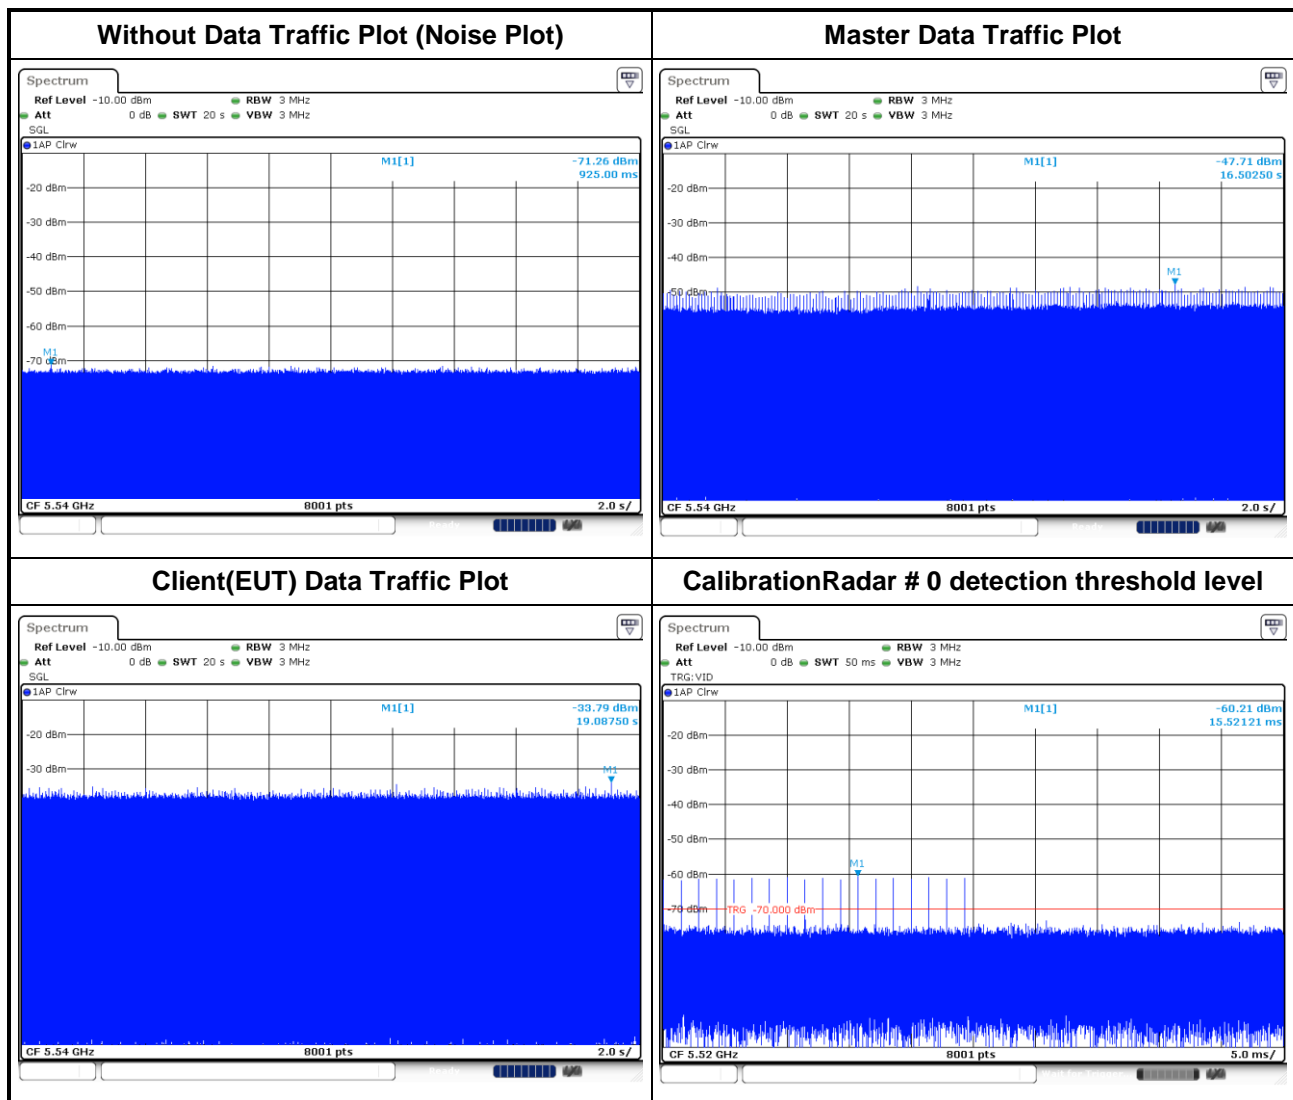 Without Data Traffic Plot (Noise Plot)
Spectrum
Ref Level -10.00 dBm RBW 3 MHz
Att 0 dB SWT 20 s VBW 3 MHz
SGL
1AP Clrw
M1[1] -71.26 dBm
925.00 ms
-20 dBm
-30 dBm
-40 dBm
-50 dBm
-60 dBm
M1
-70 dBm
CF 5.54 GHz 8001 pts 2.0 s/
Ready
Master Data Traffic Plot
Spectrum
Ref Level -10.00 dBm RBW 3 MHz
Att 0 dB SWT 20 s VBW 3 MHz
SGL
1AP Clrw
M1[1] -47.71 dBm
16.50250 s
-20 dBm
-30 dBm
-40 dBm
M1
-50 dBm
CF 5.54 GHz 8001 pts 2.0 s/
Ready
Client(EUT) Data Traffic Plot
Spectrum
Ref Level -10.00 dBm RBW 3 MHz
Att 0 dB SWT 20 s VBW 3 MHz
SGL
1AP Clrw
M1[1] -33.79 dBm
19.08750 s
-20 dBm
-30 dBm
M1
CF 5.54 GHz 8001 pts 2.0 s/
Ready
CalibrationRadar # 0 detection threshold level
Spectrum
Ref Level -10.00 dBm RBW 3 MHz
Att 0 dB SWT 50 ms VBW 3 MHz
TRG:VID
1AP Clrw
M1[1] -60.21 dBm
15.52121 ms
-20 dBm
-30 dBm
-40 dBm
-50 dBm
M1
-60 dBm
-70 dBm TRG -70.000 dBm
CF 5.52 GHz 8001 pts 5.0 ms/
Wait for Trigger